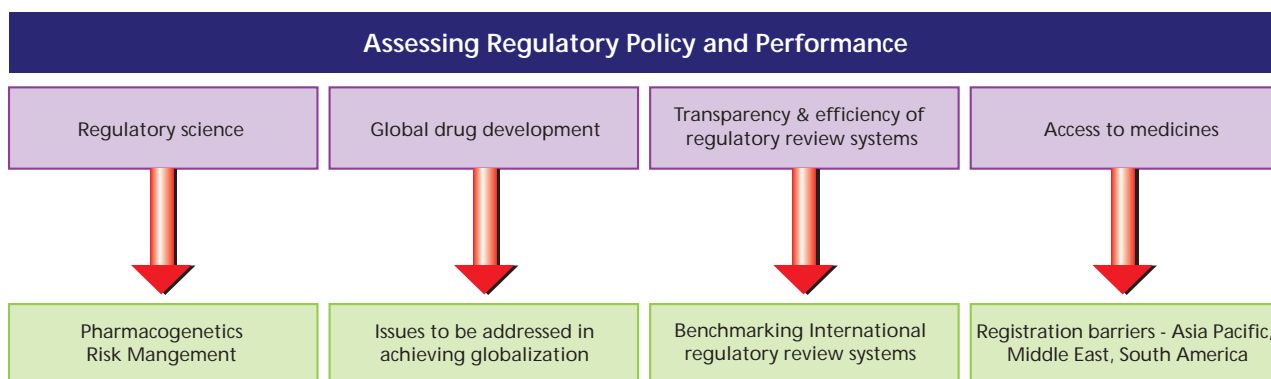 Assessing Regulatory Policy and Performance
Regulatory science
Global drug development
Transparency & efficiency of
regulatory review systems
Access to medicines
Pharmacogenetics
Risk Mangement
Issues to be addressed in
achieving globalization
Benchmarking International
regulatory review systems
Registration barriers - Asia Pacific,
Middle East, South America